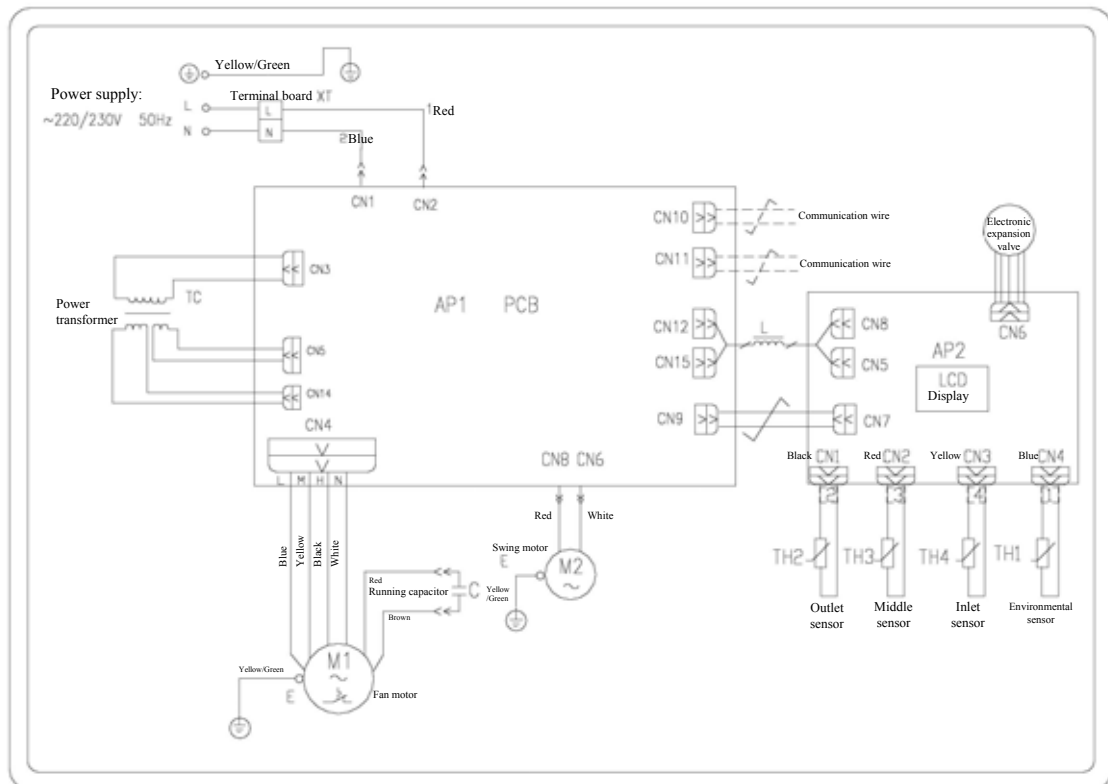 Yellow/Green
Power supply:
Terminal board XT
L
L
1 Red
~220/230V 50Hz
N
N
2 Blue
CN1
CN2
CN10
Communication wire
CN11
Communication wire
Electronic
expansion
valve
CN3
TC
Power
transformer
AP1 PCB
CN12
L
CN8
CN6
CN15
CN5
AP2
CN5
LCD
Display
CN14
CN9
CN7
CN4
L M H N
CN8 CN6
Black CN1
Red CN2
Yellow CN3
Blue CN4
2
3
4
1
Red
White
Blue
Yellow
Black
White
Swing motor
E
M2
~
TH2
TH3
TH4
TH1
Red
Running capacitor
C
Yellow
/Green
Brown
Outlet
sensor
Middle
sensor
Inlet
sensor
Environmental
sensor
Yellow/Green
M1
~
E
Fan motor